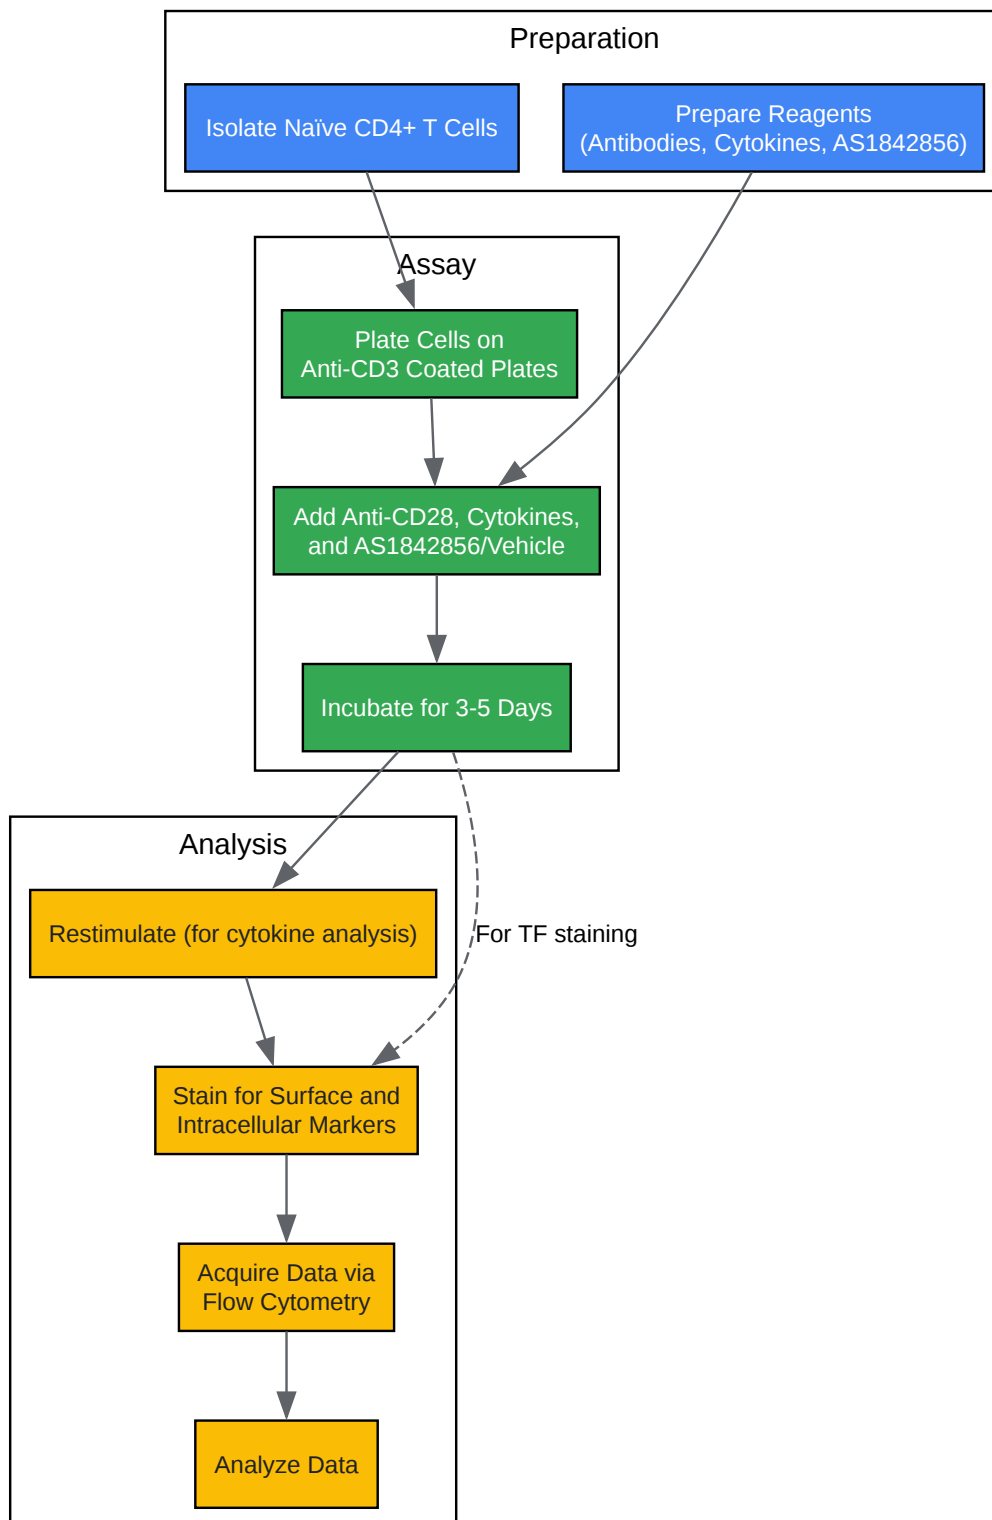 Preparation
Isolate Naïve CD4+ T Cells
Prepare Reagents
(Antibodies, Cytokines, AS1842856)
Assay
Plate Cells on
Anti-CD3 Coated Plates
Add Anti-CD28, Cytokines,
and AS1842856/Vehicle
Incubate for 3-5 Days
Analysis
Restimulate (for cytokine analysis)
For TF staining
Stain for Surface and
Intracellular Markers
Acquire Data via
Flow Cytometry
Analyze Data